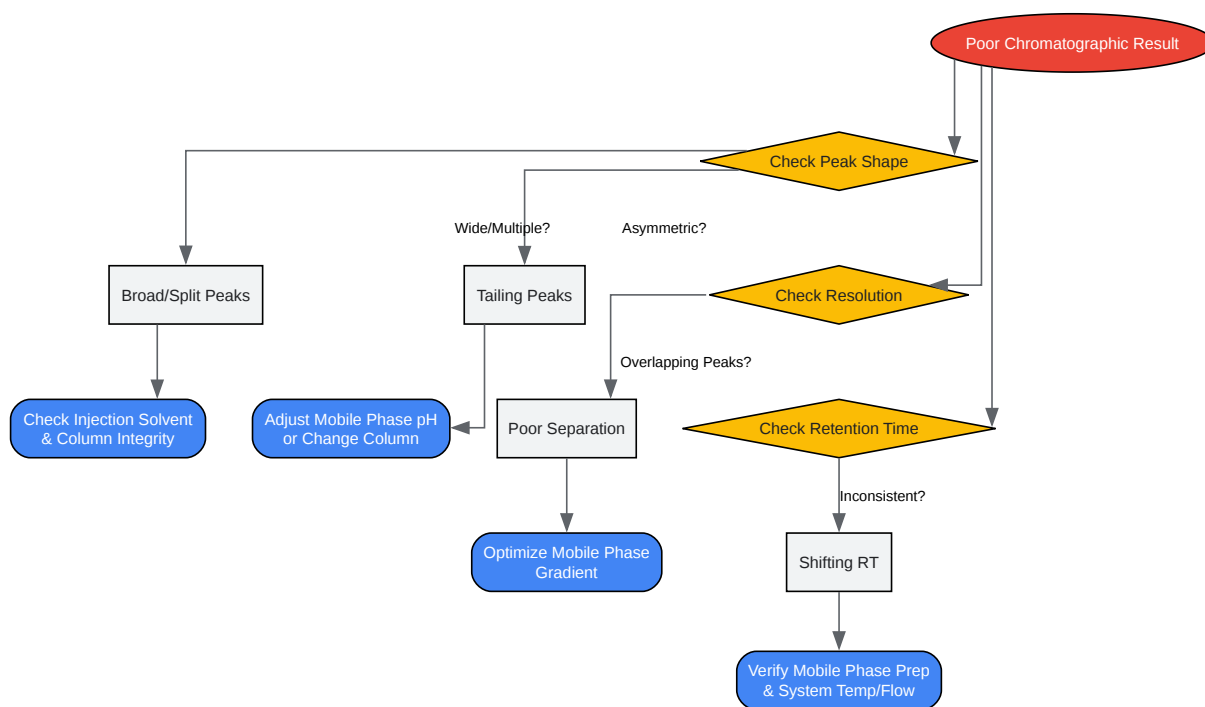 Poor Chromatographic Result
Check Peak Shape
Wide/Multiple?
Asymmetric?
Broad/Split Peaks
Tailing Peaks
Check Resolution
Overlapping Peaks?
Check Injection Solvent
& Column Integrity
Adjust Mobile Phase pH
or Change Column
Poor Separation
Check Retention Time
Inconsistent?
Optimize Mobile Phase
Gradient
Shifting RT
Verify Mobile Phase Prep
& System Temp/Flow